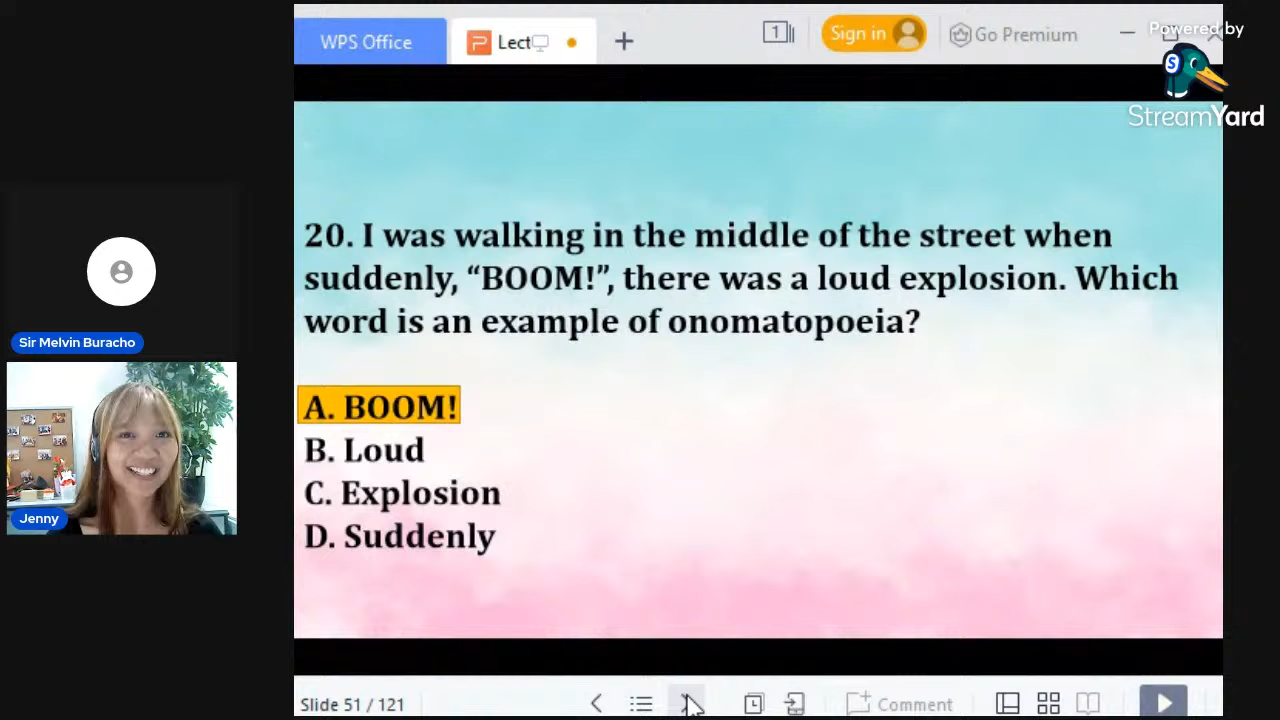 WPS Office
Lect
1
Sign in
Go Premium
Powered by
S
StreamYard
20. I was walking in the middle of the street when
suddenly, “BOOM!”, there was a loud explosion. Which
word is an example of onomatopoeia?
A. BOOM!
B. Loud
C. Explosion
D. Suddenly
Sir Melvin Buracho
Jenny
Slide 51 / 121
Comment